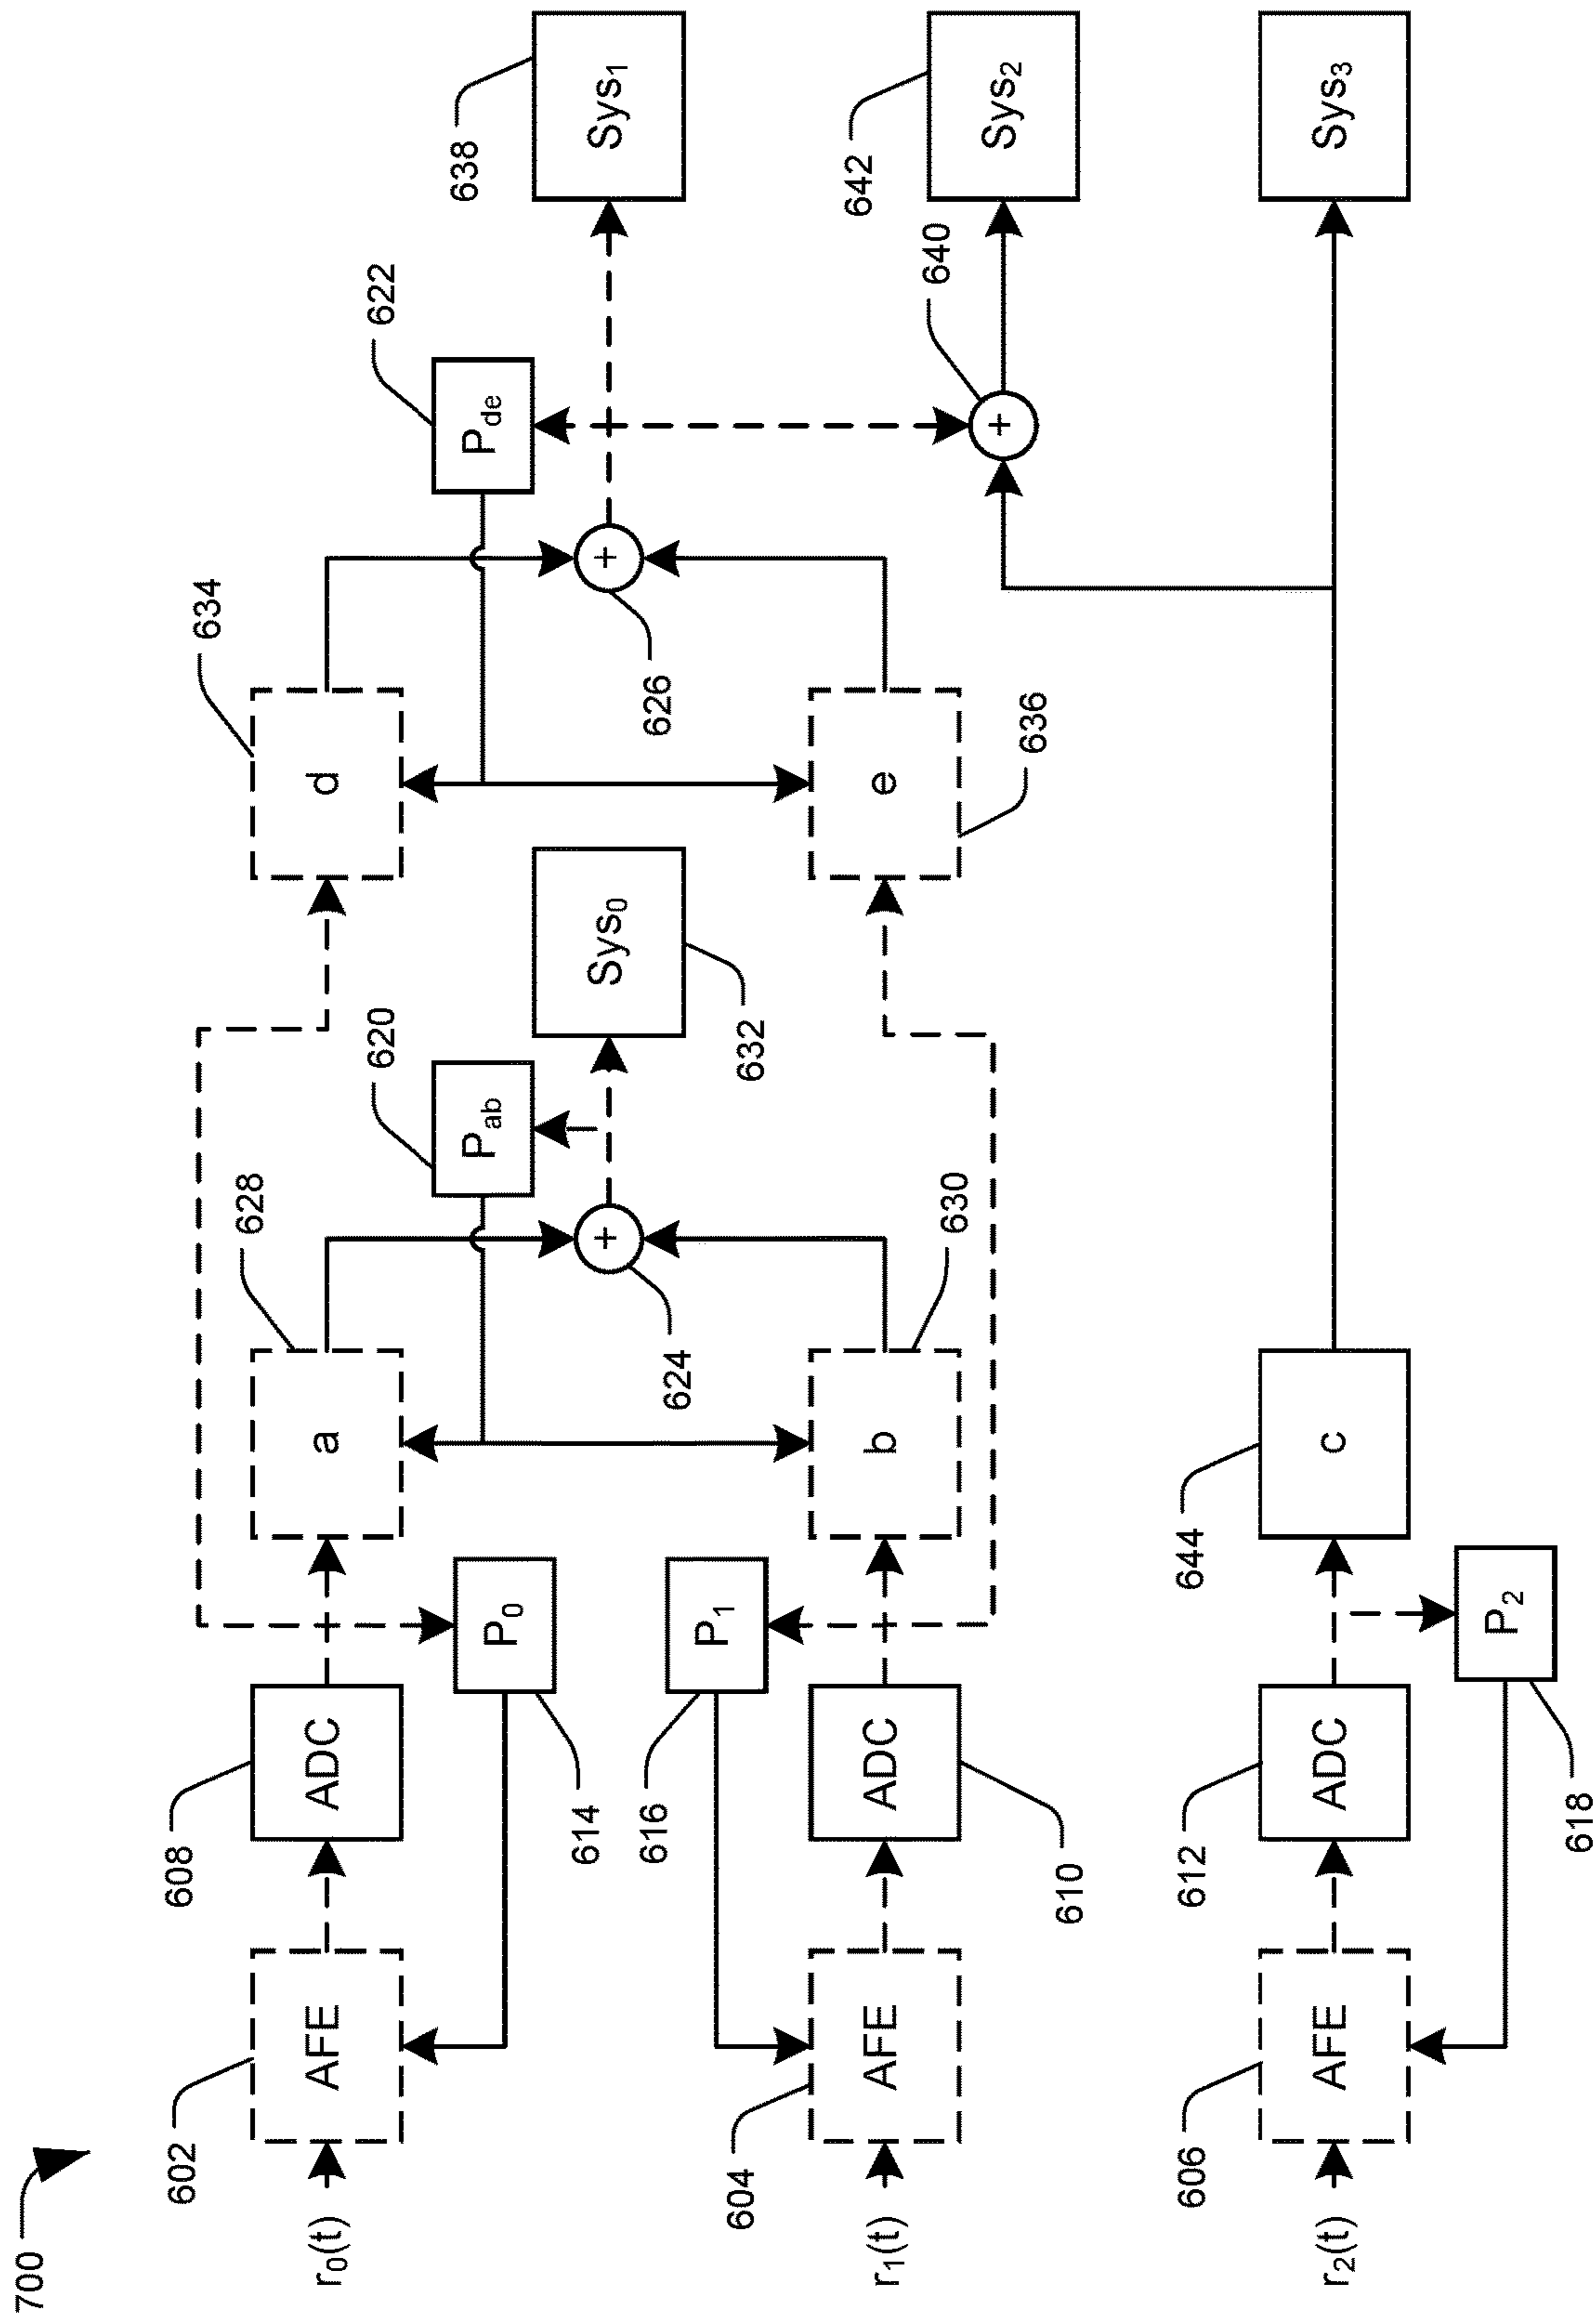 700
602
608
628
634
r₀(t)
AFE
ADC
a
d
614
P₀
620
Pab
622
Pde
638
616
P₁
624
+
Sys₀
632
626
+
Sys₁
604
610
630
636
r₁(t)
AFE
ADC
b
e
640
+
642
Sys₂
606
612
644
r₂(t)
AFE
ADC
c
Sys₃
618
P₂